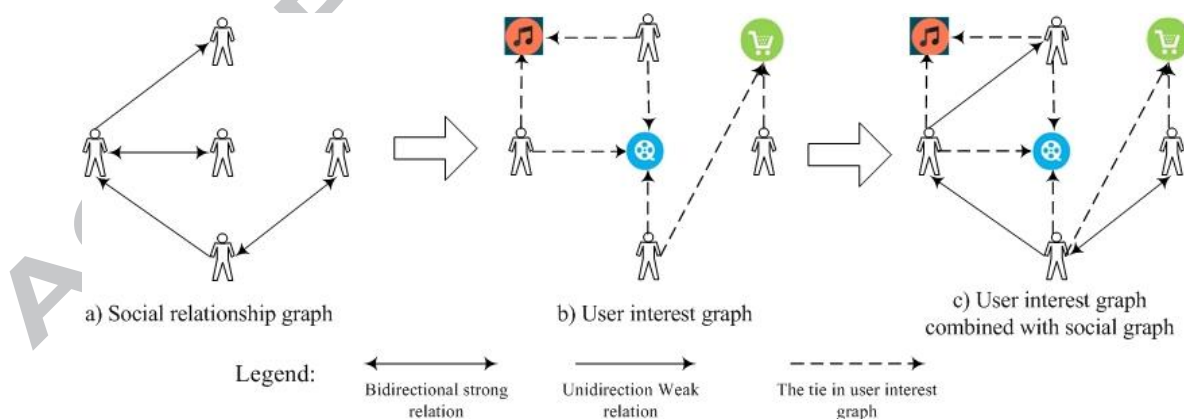 a) Social relationship graph
b) User interest graph
c) User interest graph
combined with social graph
Legend:
Bidirectional strong
relation
Unidirection Weak
relation
The tie in user interest
graph